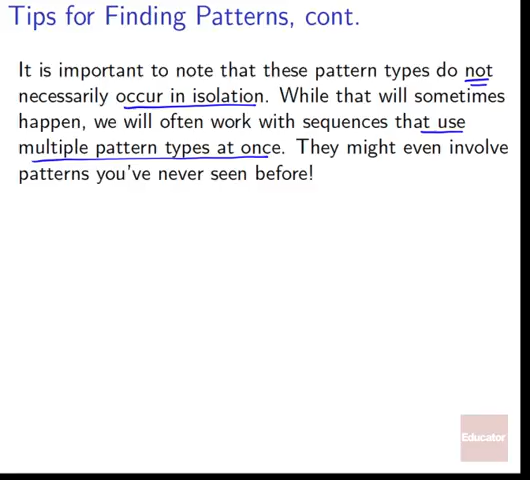 Tips for Finding Patterns, cont.
It is important to note that these pattern types do not
necessarily occur in isolation. While that will sometimes
happen, we will often work with sequences that use
multiple pattern types at once. They might even involve
patterns you've never seen before!
Educator